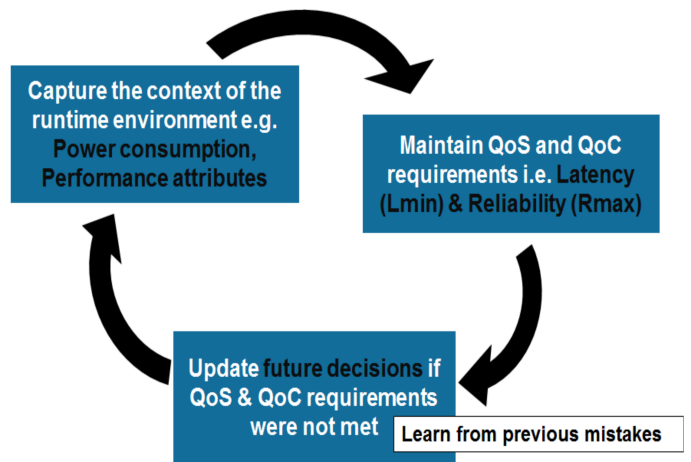 Capture the context of the
runtime environment e.g.
Power consumption,
Performance attributes
Maintain QoS and QoC
requirements i.e. Latency
(Lmin) & Reliability (Rmax)
Update future decisions if
QoS & QoC requirements
were not met
Learn from previous mistakes